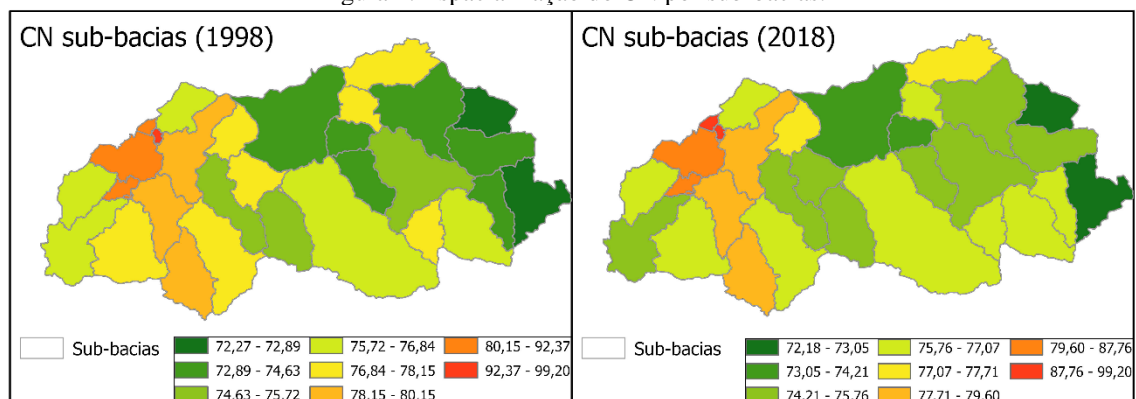 CN sub-bacias (1998)
Sub-bacias
72,27 - 72,89
72,89 - 74,63
74,63 - 75,72
75,72 - 76,84
76,84 - 78,15
78,15 - 80,15
80,15 - 92,37
92,37 - 99,20
CN sub-bacias (2018)
Sub-bacias
72,18 - 73,05
73,05 - 74,21
74,21 - 75,76
75,76 - 77,07
77,07 - 77,71
77,71 - 79,60
79,60 - 87,76
87,76 - 99,20